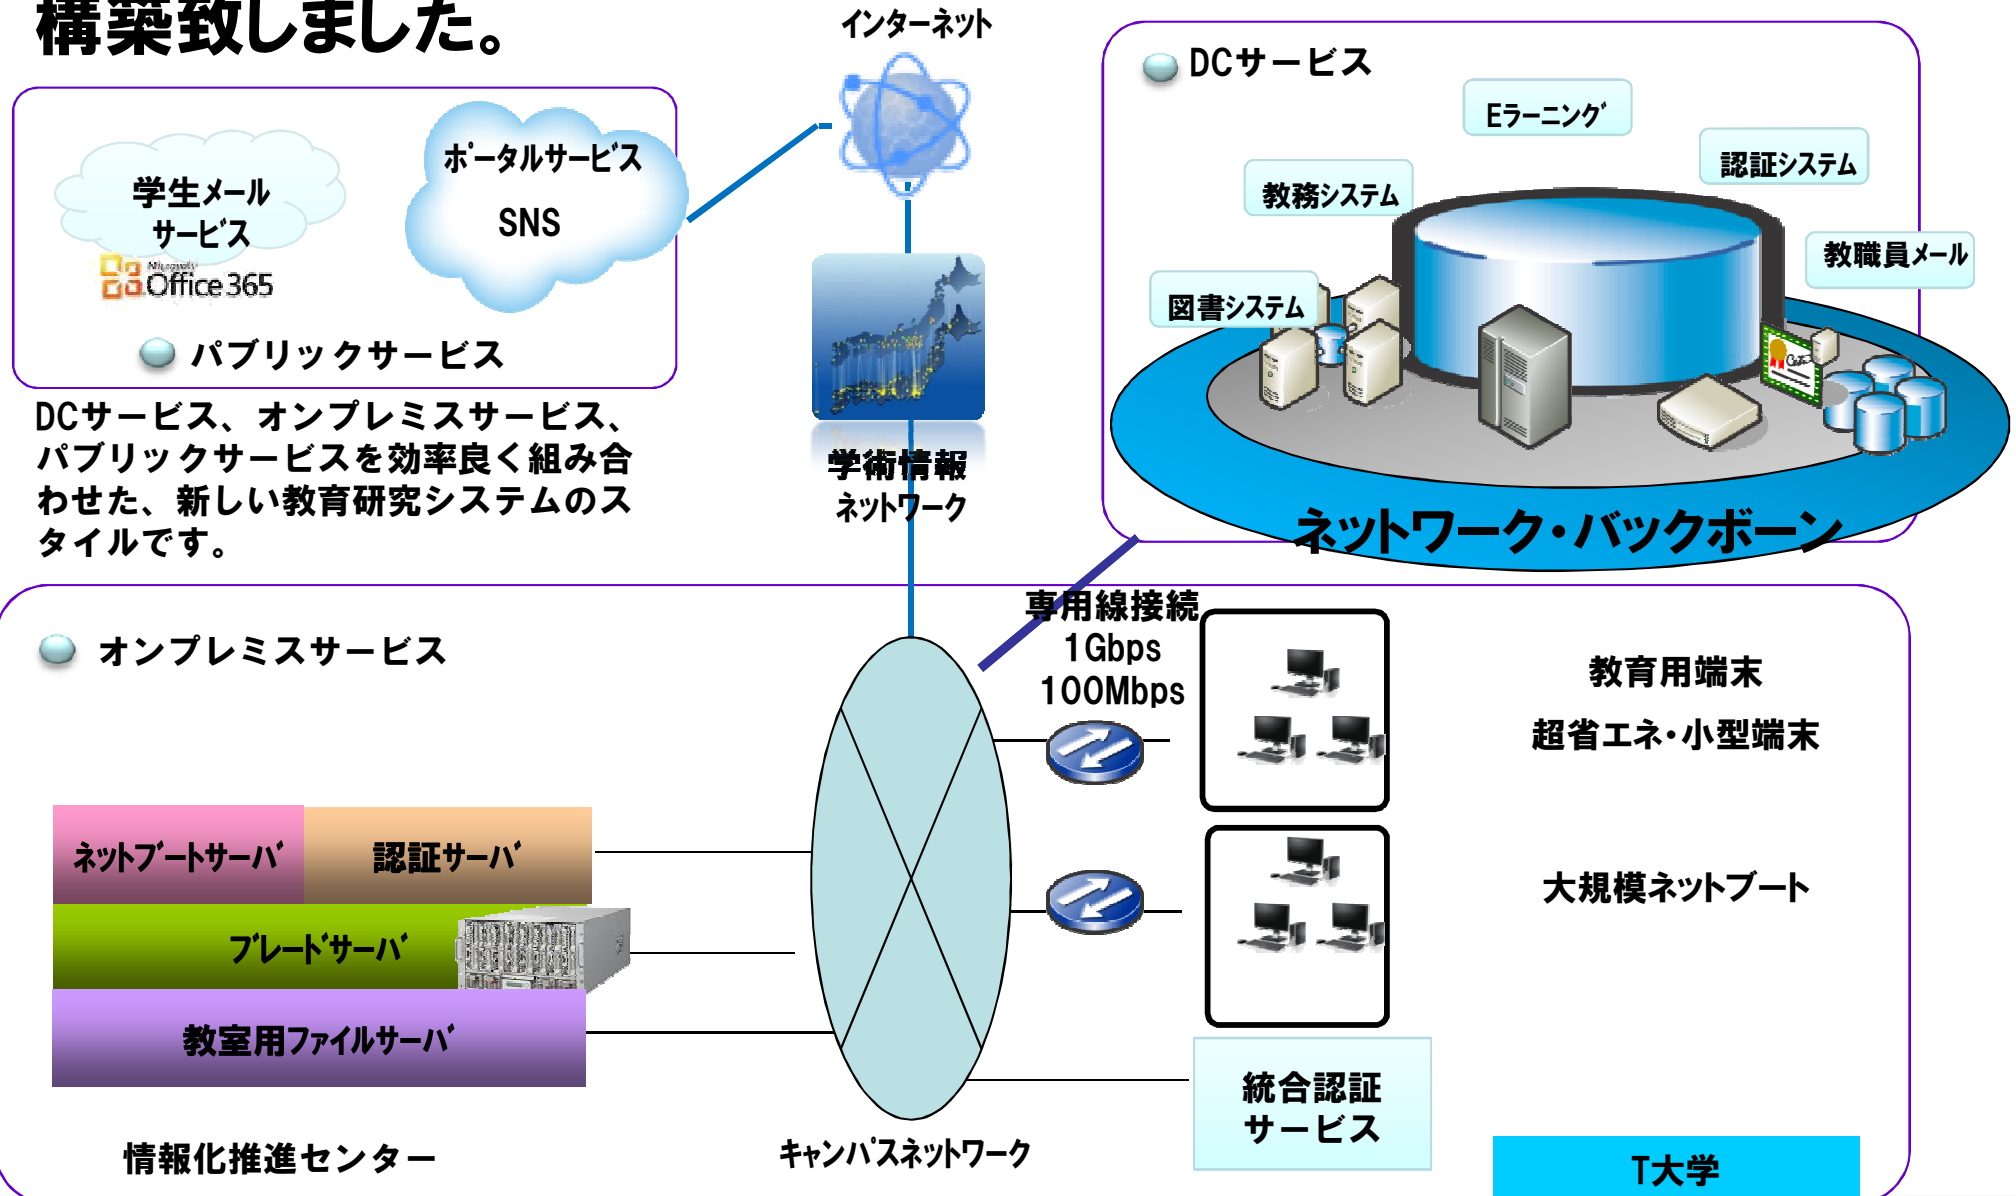 構築致しました。
インターネット
DCサービス
Eラーニング
認証システム
教務システム
教職員メール
図書システム
ネットワーク・バックボーン
学生メール
サービス
Office 365
ポータルサービス
SNS
パブリックサービス
DCサービス、オンプレミスサービス、
パブリックサービスを効率良く組み合
わせた、新しい教育研究システムのス
タイルです。
学術情報
ネットワーク
オンプレミスサービス
専用線接続
1Gbps
100Mbps
教育用端末
超省エネ・小型端末
大規模ネットブート
ネットブートサーバ
認証サーバ
ブレードサーバ
教室用ファイルサーバ
情報化推進センター
キャンパスネットワーク
統合認証
サービス
T大学